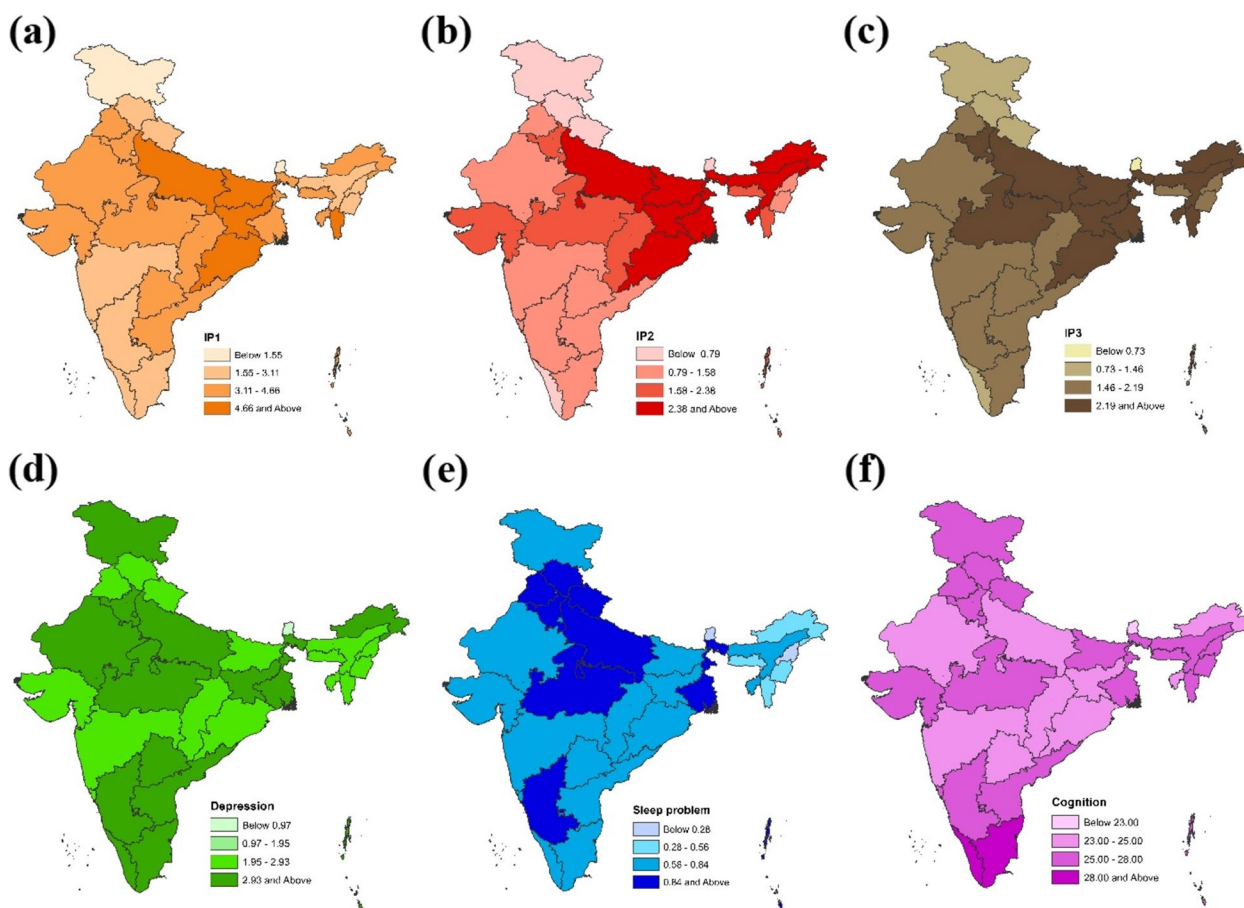 (a)
(b)
(c)
IP1
Below 1.55
1.55 - 3.11
3.11 - 4.66
4.66 and Above
IP2
Below 0.79
0.79 - 1.58
1.58 - 2.38
2.38 and Above
IP3
Below 0.73
0.73 - 1.46
1.46 - 2.19
2.19 and Above
(d)
(e)
(f)
Depression
Below 0.97
0.97 - 1.95
1.95 - 2.93
2.93 and Above
Sleep problem
Below 0.28
0.28 - 0.56
0.56 - 0.84
0.84 and Above
Cognition
Below 23.00
23.00 - 25.00
25.00 - 28.00
28.00 and Above